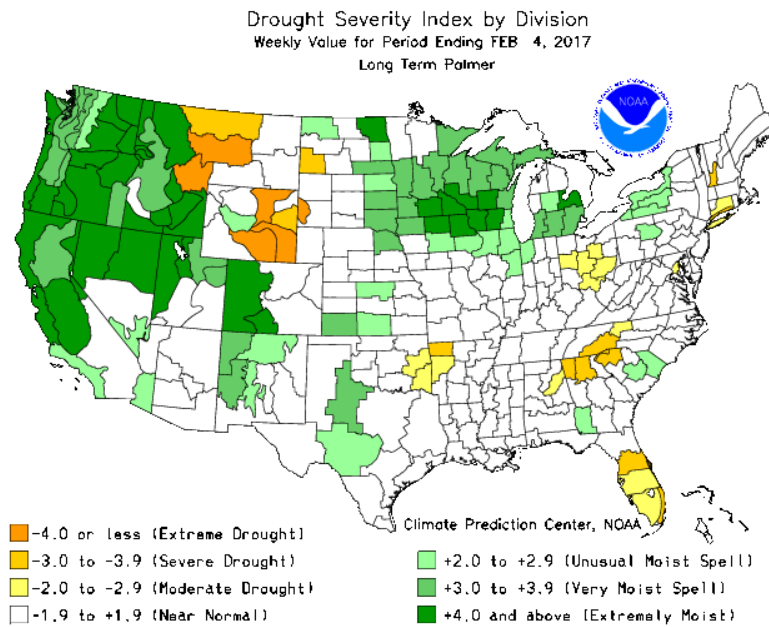 Drought Severity Index by Division
Weekly Value for Period Ending FEB 4, 2017
Long Term Palmer
NOAA
Climate Prediction Center, NOAA
-4.0 or less (Extreme Drought)
-3.0 to -3.9 (Severe Drought)
-2.0 to -2.9 (Moderate Drought)
-1.9 to +1.9 (Near Normal)
+2.0 to +2.9 (Unusual Moist Spell)
+3.0 to +3.9 (Very Moist Spell)
+4.0 and above (Extremely Moist)